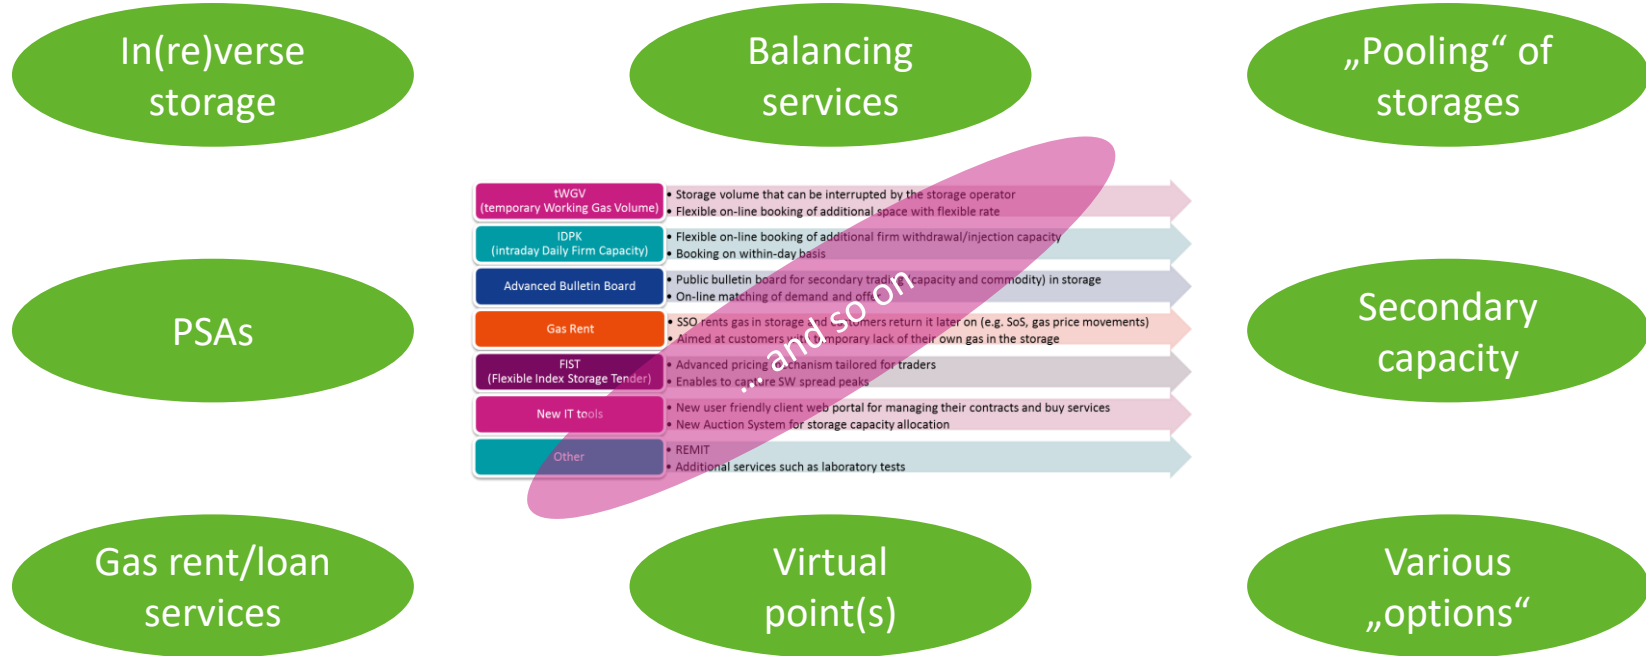 In(re)verse
storage
Balancing
services
„Pooling“ of
storages
tWGV
(temporary Working Gas Volume)
• Storage volume that can be interrupted by the storage operator
• Flexible on-line booking of additional space with flexible rate
IDPK
(intraday Daily Firm Capacity)
• Flexible on-line booking of additional firm withdrawal/injection capacity
• Booking on within-day basis
Advanced Bulletin Board
• Public bulletin board for secondary trading (capacity and commodity) in storage
• On-line matching of demand and offer
Gas Rent
• SSO rents gas in storage and customers return it later on (e.g. SoS, gas price movements)
• Aimed at customers with temporary lack of their own gas in the storage
FIST
(Flexible Index Storage Tender)
• Advanced pricing mechanism tailored for traders
• Enables to capture SW spread peaks
New IT tools
• New user friendly client web portal for managing their contracts and buy services
• New Auction System for storage capacity allocation
Other
• REMIT
• Additional services such as laboratory tests
... and so on
PSAs
Secondary
capacity
Gas rent/loan
services
Virtual
point(s)
Various
„options“